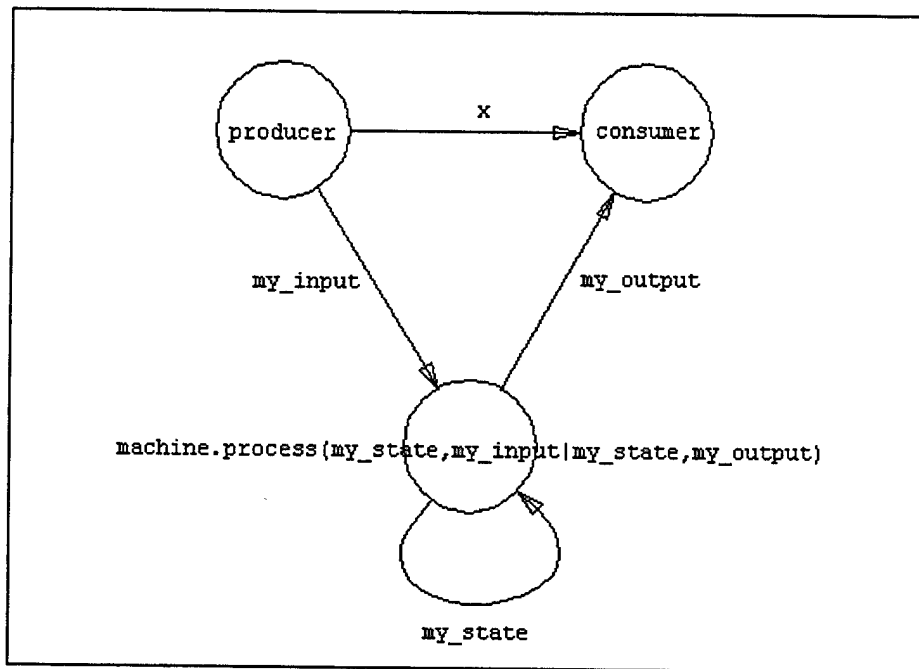 x
producer
consumer
my_input
my_output
machine.process(my_state,my_input|my_state,my_output)
my_state